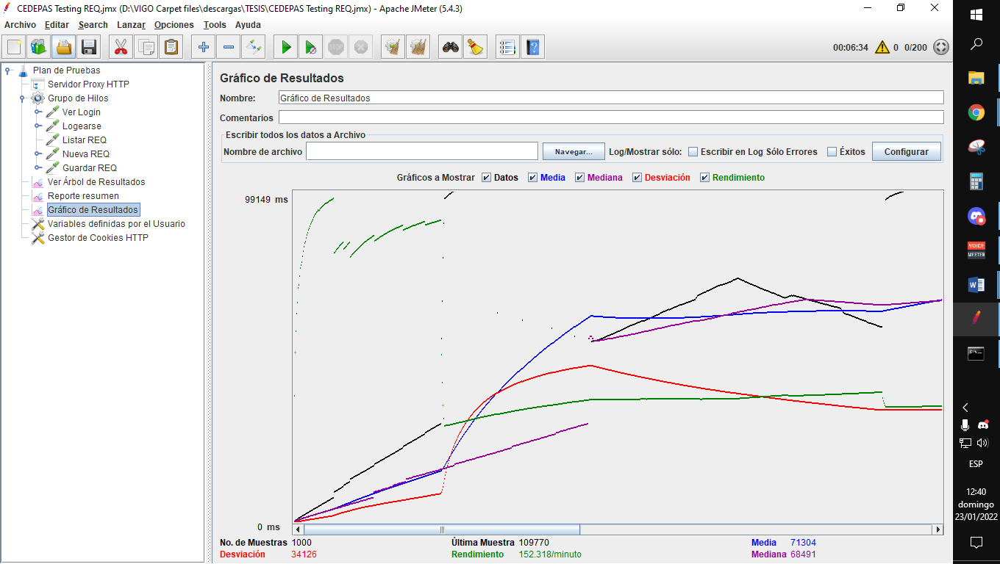 CEDEPAS Testing REQ.jmx (D:\VIGO Carpet files\descargas\TESIS\CEDEPAS Testing REQ.jmx) - Apache JMeter (5.4.3)
Archivo Editar Search Lanzar Opciones Tools Ayuda
00:06:34 0 0/200
Plan de Pruebas
Servidor Proxy HTTP
Grupo de Hilos
Ver Login
Logearse
Listar REQ
Nueva REQ
Guardar REQ
Ver Árbol de Resultados
Reporte resumen
Gráfico de Resultados
Variables definidas por el Usuario
Gestor de Cookies HTTP
Gráfico de Resultados
Nombre: Gráfico de Resultados
Comentarios
Escribir todos los datos a Archivo
Nombre de archivo Navegar... Log/Mostrar sólo: Escribir en Log Sólo Errores Éxitos Configurar
Gráficos a Mostrar Datos Media Mediana Desviación Rendimiento
99149 ms
0 ms
No. de Muestras 1000 Última Muestra 109770 Media 71304
Desviación 34126 Rendimiento 152.318/minuto Mediana 68491
VOICE
MEETER
ESP
12:40
domingo
23/01/2022